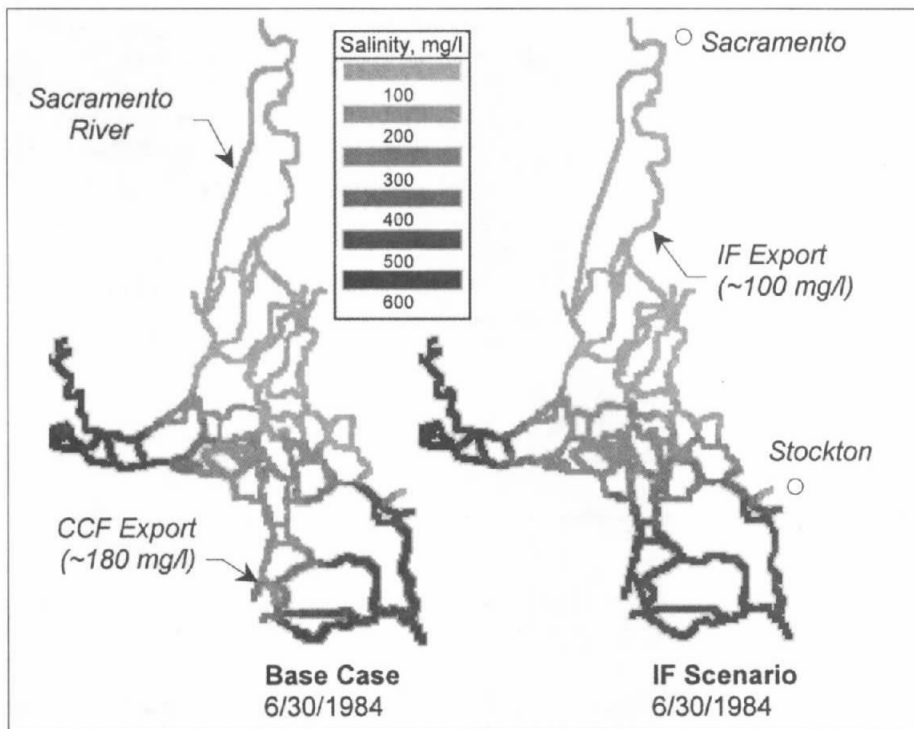 Salinity, mg/l
100
200
300
400
500
600
Sacramento
River
Sacramento
IF Export
(~100 mg/l)
Stockton
CCF Export
(~180 mg/l)
Base Case
6/30/1984
IF Scenario
6/30/1984